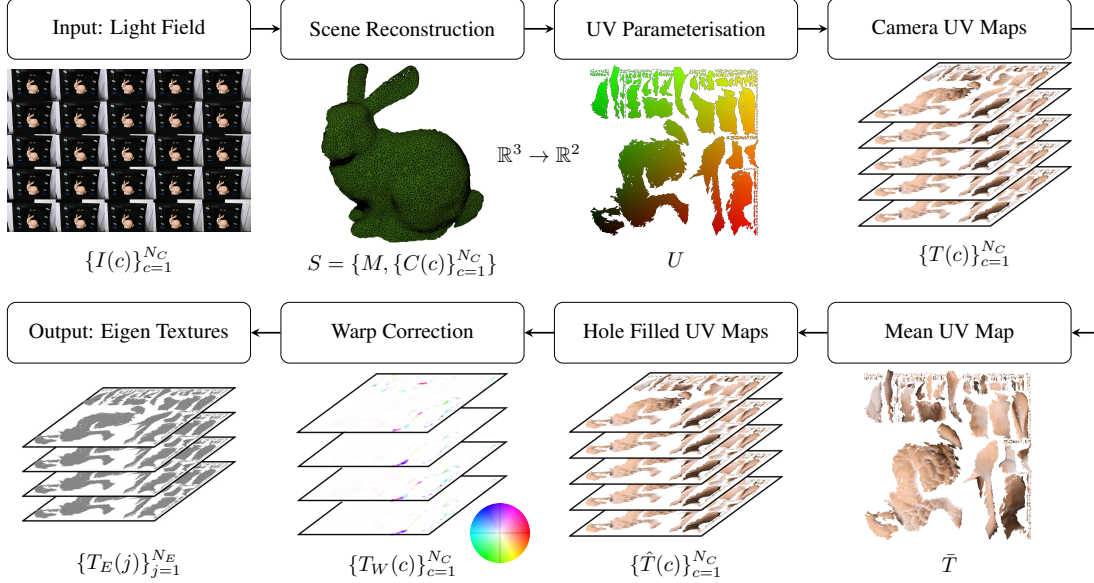 Input: Light Field
Scene Reconstruction
UV Parameterisation
Camera UV Maps
ℝ³ → ℝ²
{I(c)}_{c=1}^{N_C}
S = {M, {C(c)}_{c=1}^{N_C}}
U
{T(c)}_{c=1}^{N_C}
Output: Eigen Textures
Warp Correction
Hole Filled UV Maps
Mean UV Map
{T_E(j)}_{j=1}^{N_E}
{T_W(c)}_{c=1}^{N_C}
{T̂(c)}_{c=1}^{N_C}
T̄